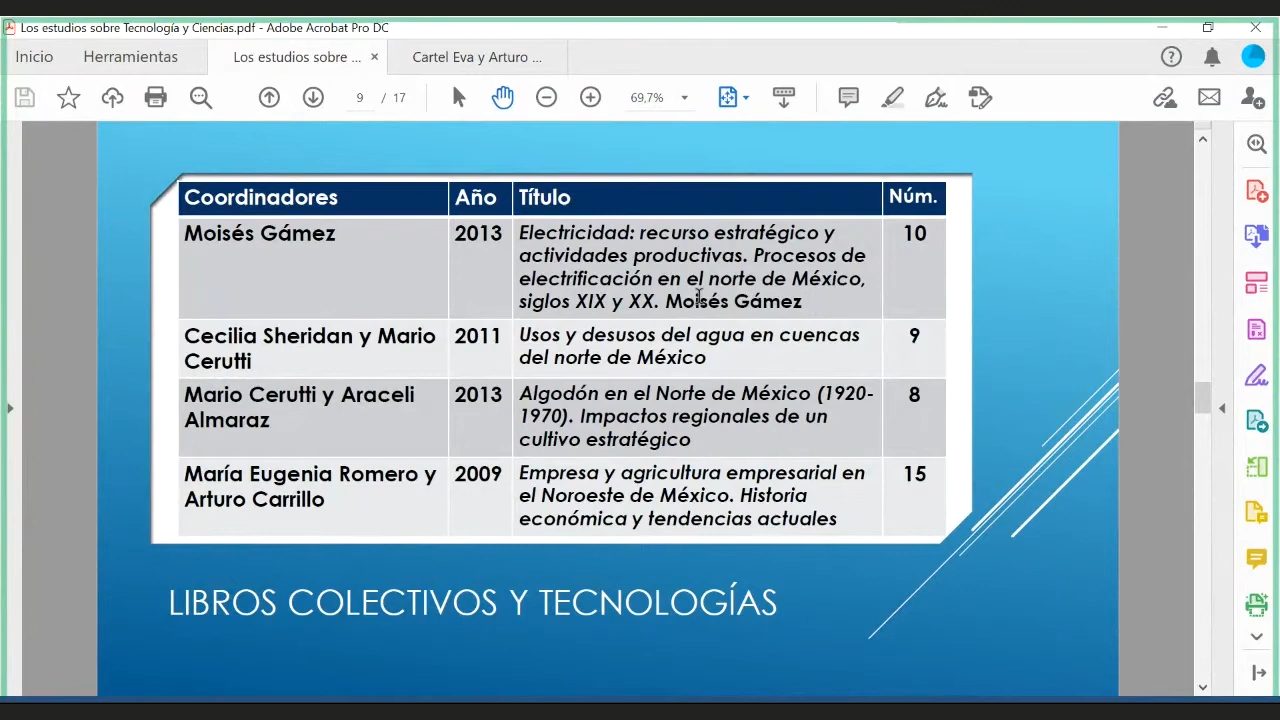 Los estudios sobre Tecnología y Ciencias.pdf - Adobe Acrobat Pro DC
Inicio
Herramientas
Los estudios sobre ...
Cartel Eva y Arturo ...
9 / 17
69,7%
Coordinadores
Año
Título
Núm.
Moisés Gámez
2013
Electricidad: recurso estratégico y
actividades productivas. Procesos de
electrificación en el norte de México,
siglos XIX y XX. Moisés Gámez
10
Cecilia Sheridan y Mario
Cerutti
2011
Usos y desusos del agua en cuencas
del norte de México
9
Mario Cerutti y Araceli
Almaraz
2013
Algodón en el Norte de México (1920-
1970). Impactos regionales de un
cultivo estratégico
8
María Eugenia Romero y
Arturo Carrillo
2009
Empresa y agricultura empresarial en
el Noroeste de México. Historia
económica y tendencias actuales
15
LIBROS COLECTIVOS Y TECNOLOGÍAS